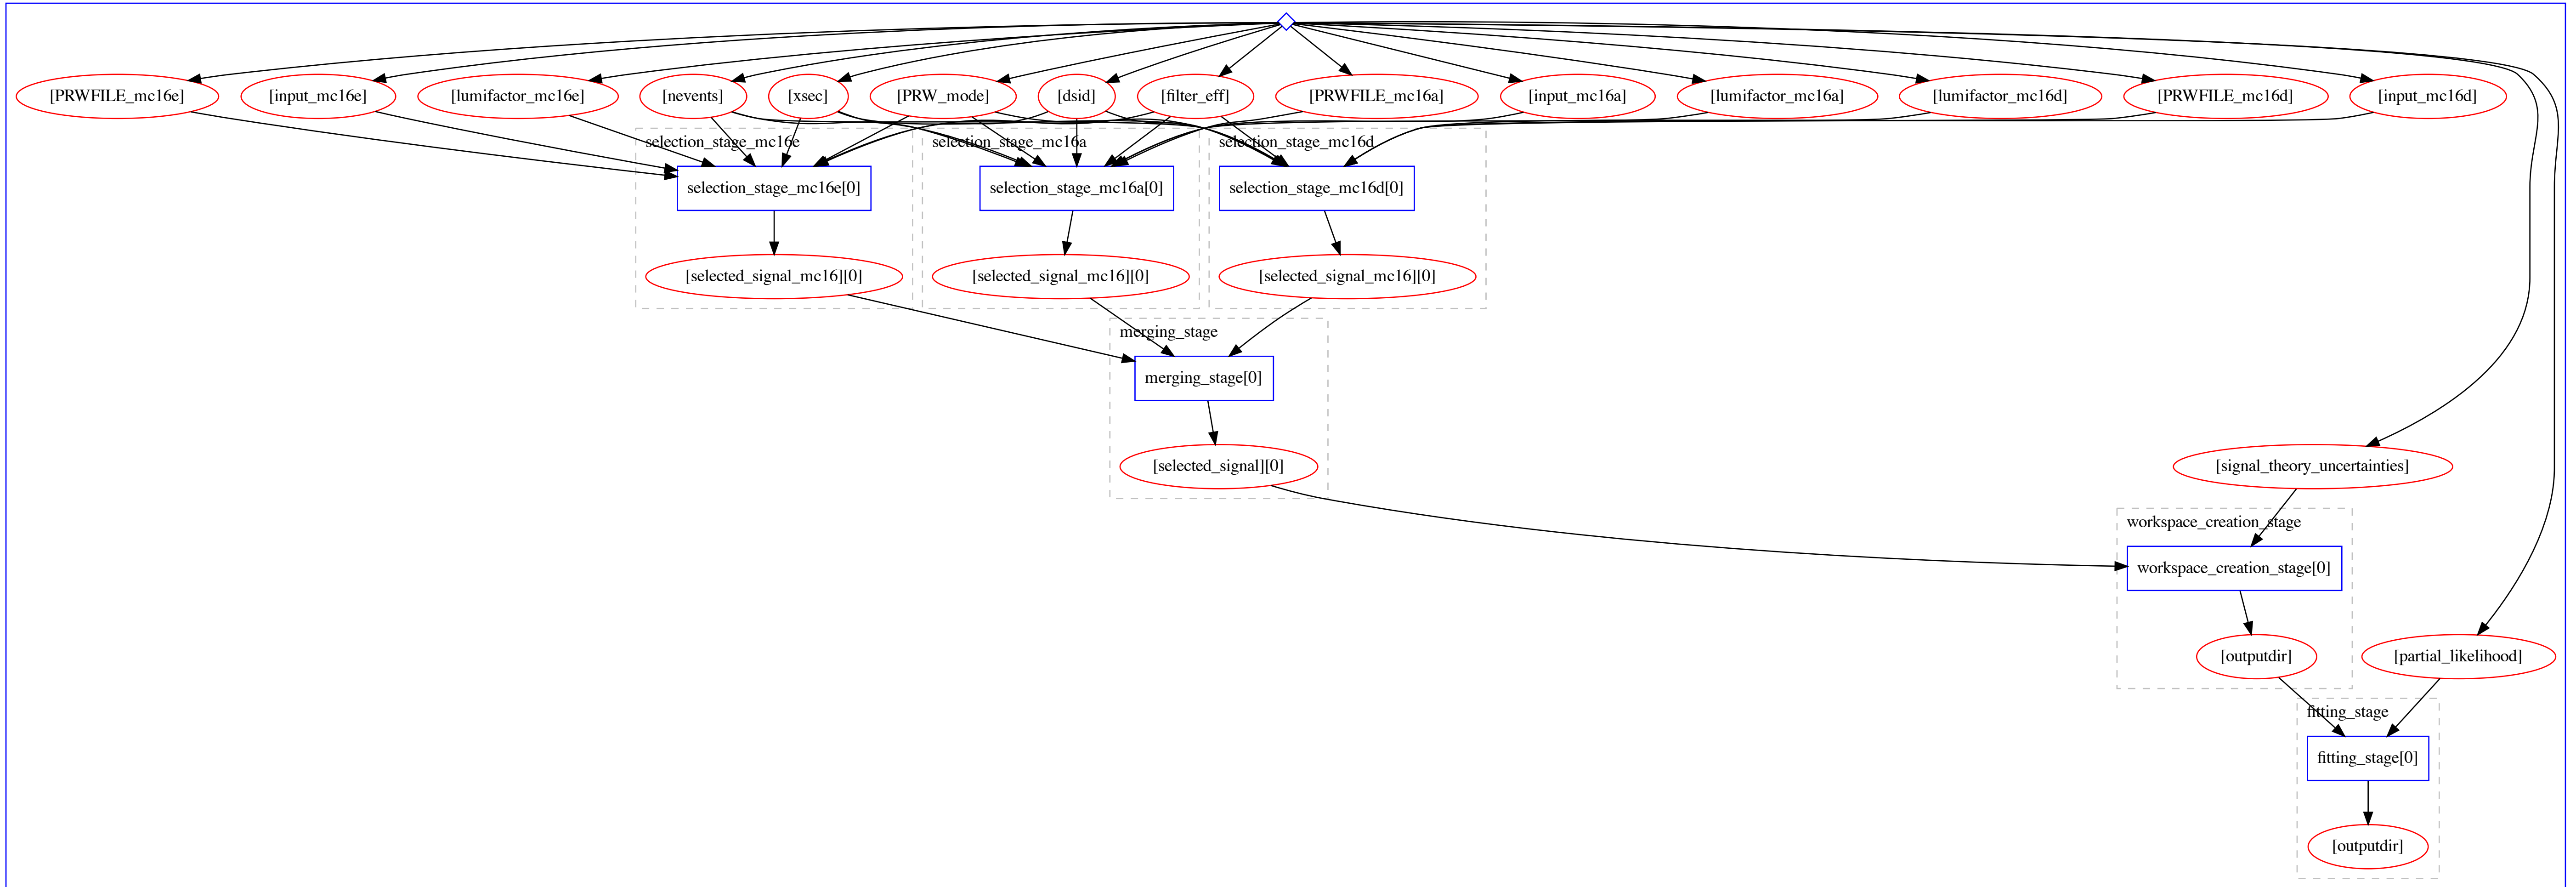 [PRWFILE_mc16e]
[input_mc16e]
[lumifactor_mc16e]
[nevents]
[xsec]
[PRW_mode]
[dsid]
[filter_eff]
[PRWFILE_mc16a]
[input_mc16a]
[lumifactor_mc16a]
[lumifactor_mc16d]
[PRWFILE_mc16d]
[input_mc16d]
selection_stage_mc16e
selection_stage_mc16a
selection_stage_mc16d
selection_stage_mc16e[0]
selection_stage_mc16a[0]
selection_stage_mc16d[0]
[selected_signal_mc16][0]
[selected_signal_mc16][0]
[selected_signal_mc16][0]
merging_stage
merging_stage[0]
[selected_signal][0]
[signal_theory_uncertainties]
workspace_creation_stage
workspace_creation_stage[0]
[outputdir]
[partial_likelihood]
fitting_stage
fitting_stage[0]
[outputdir]